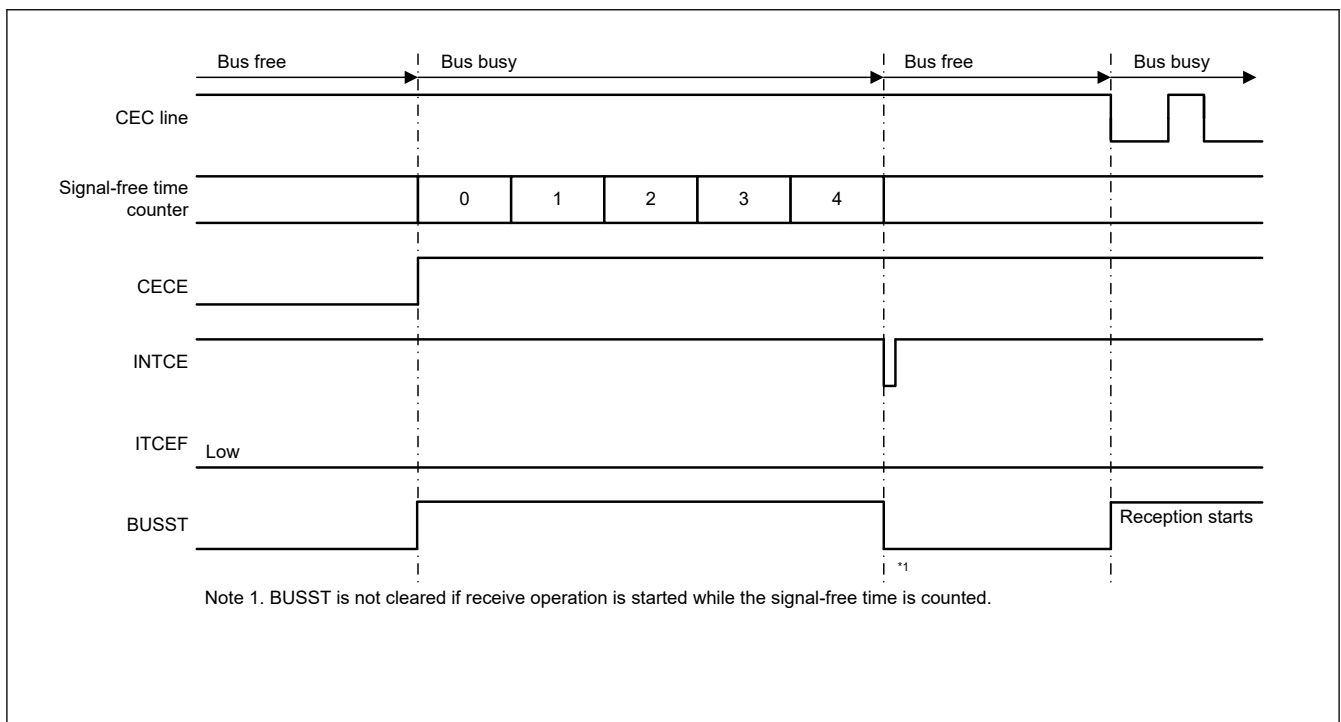 Bus free
Bus busy
Bus free
Bus busy
CEC line
Signal-free time
counter
0
1
2
3
4
CECE
INTCE
ITCEF
Low
BUSST
Reception starts
*1
Note 1. BUSST is not cleared if receive operation is started while the signal-free time is counted.